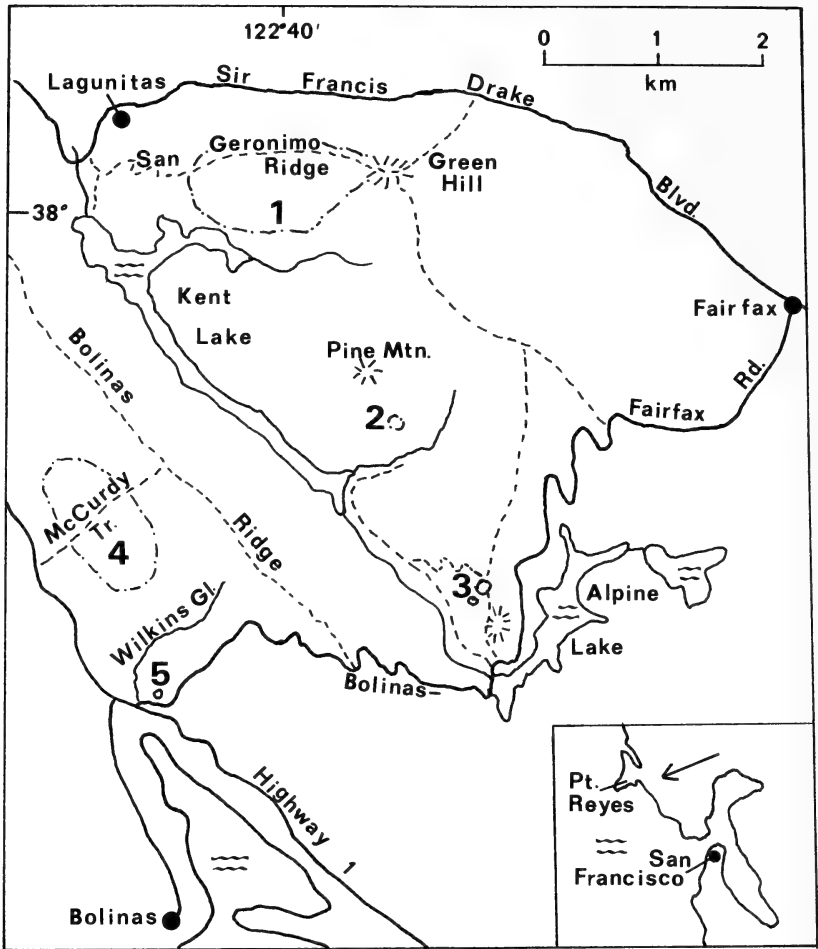 122°40'
0 1 2
km
Lagunitas
Sir Francis Drake Blvd.
San Geronimo
Ridge
Green
Hill
38°
1
Kent
Lake
Bolinas Ridge
Pine Mtn.
Fairfax
2
Fairfax Rd.
McCurdy
Tr.
4
3
Alpine
Lake
Wilkins Gl.
5
Bolinas–
Highway 1
Pt.
Reyes
San
Francisco
Bolinas